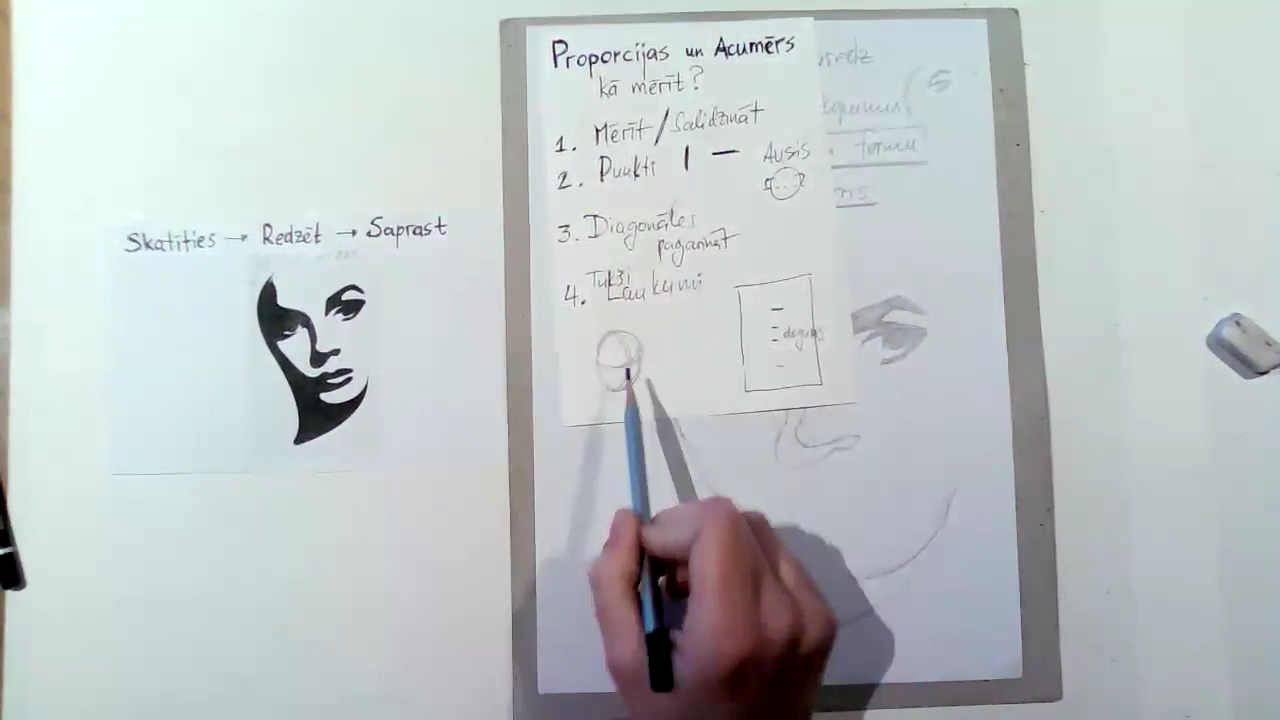 Skatīties → Redzēt → Saprast
Proporcijas un Acumērs
kā mērīt?
1. Mērīt/Salīdzināt
2. Punkti | —
Ausis
3. Diagonāles
pagarināt
4. Tukši
Laukumi
deguns
formu